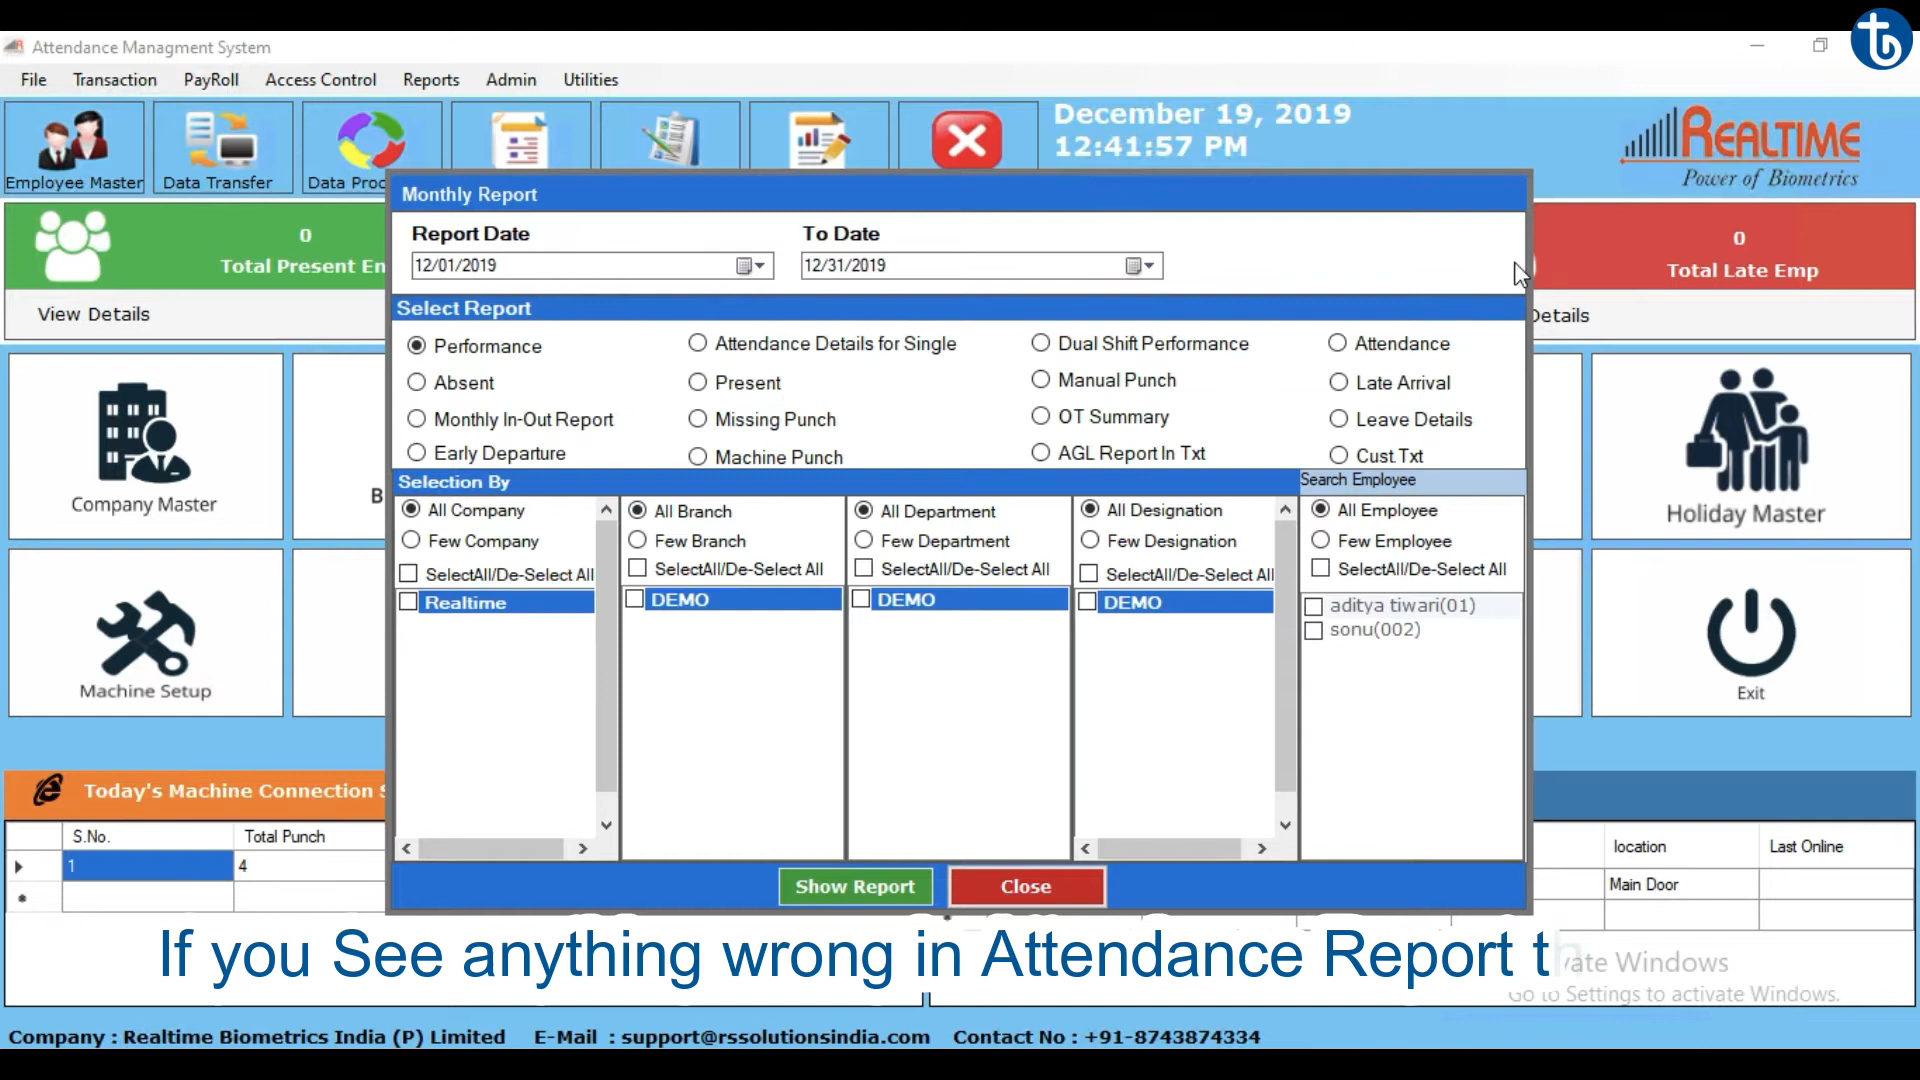 Attendance Managment System
File Transaction PayRoll Access Control Reports Admin Utilities
December 19, 2019
12:41:57 PM
REALTIME
Power of Biometrics
Employee Master Data Transfer Data Proc
Monthly Report
Report Date To Date
12/01/2019 12/31/2019
0
Total Present Em
View Details
0
Total Late Emp
Details
Select Report
Performance Attendance Details for Single Dual Shift Performance Attendance
Absent Present Manual Punch Late Arrival
Monthly In-Out Report Missing Punch OT Summary Leave Details
Early Departure Machine Punch AGL Report In Txt Cust Txt
Selection By Search Employee
All Company All Branch All Department All Designation All Employee
Few Company Few Branch Few Department Few Designation Few Employee
SelectAll/De-Select All SelectAll/De-Select All SelectAll/De-Select All SelectAll/De-Select All SelectAll/De-Select All
Realtime DEMO DEMO DEMO aditya tiwari(01)
sonu(002)
Company Master B Holiday Master
Machine Setup Exit
Today's Machine Connection S
S.No. Total Punch location Last Online
1 4 Main Door
Show Report Close
If you See anything wrong in Attendance Report th
vate Windows
Go to Settings to activate Windows.
Company : Realtime Biometrics India (P) Limited E-Mail : support@rssolutionsindia.com Contact No : +91-8743874334